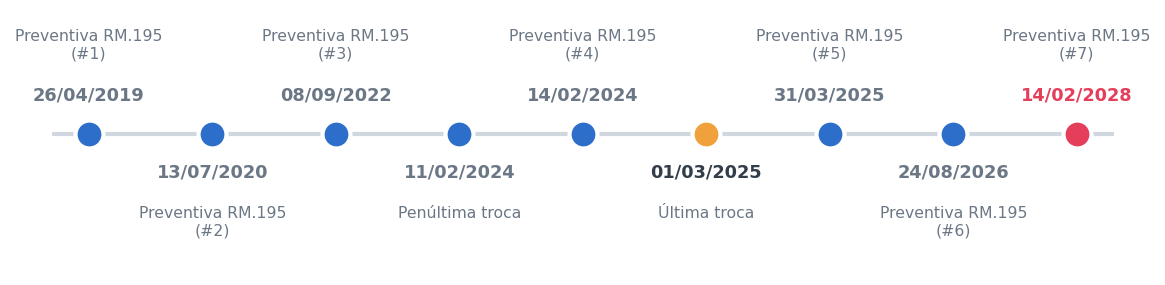 Preventiva RM.195
(#1)
26/04/2019
13/07/2020
Preventiva RM.195
(#2)
Preventiva RM.195
(#3)
08/09/2022
11/02/2024
Penúltima troca
Preventiva RM.195
(#4)
14/02/2024
01/03/2025
Última troca
Preventiva RM.195
(#5)
31/03/2025
24/08/2026
Preventiva RM.195
(#6)
Preventiva RM.195
(#7)
14/02/2028